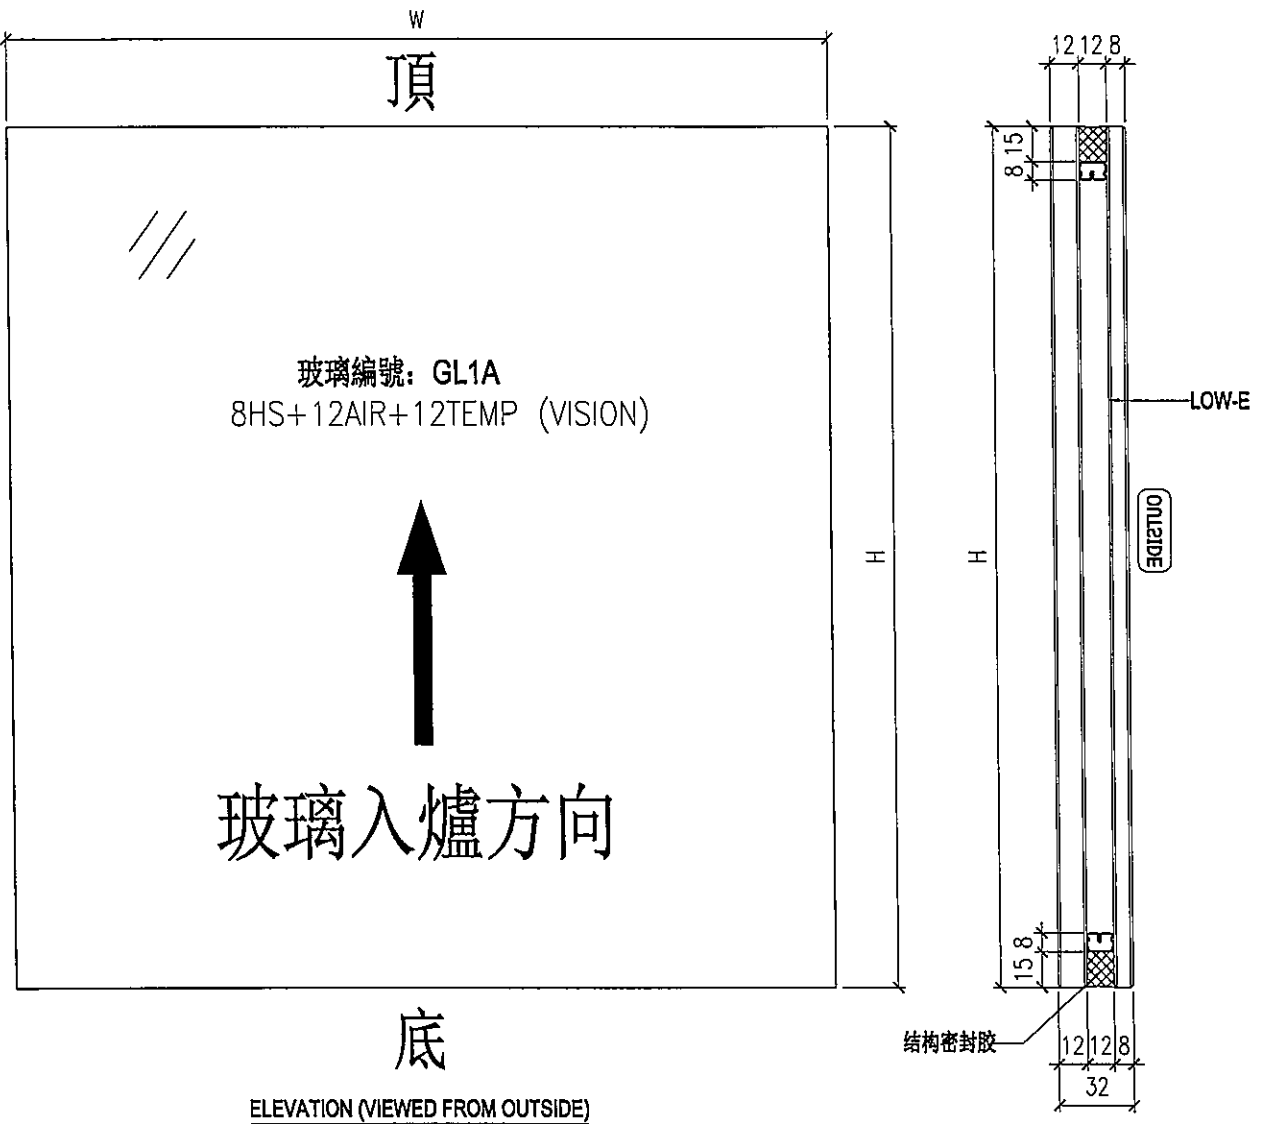 W
頂
玻璃編號：GL1A
8HS+12AIR+12TEMP (VISION)
玻璃入爐方向
底
ELEVATION (VIEWED FROM OUTSIDE)
H
12 12 8
15
8
H
LOW-E
OUTSIDE
8
15
结构密封胶
12 12 8
32